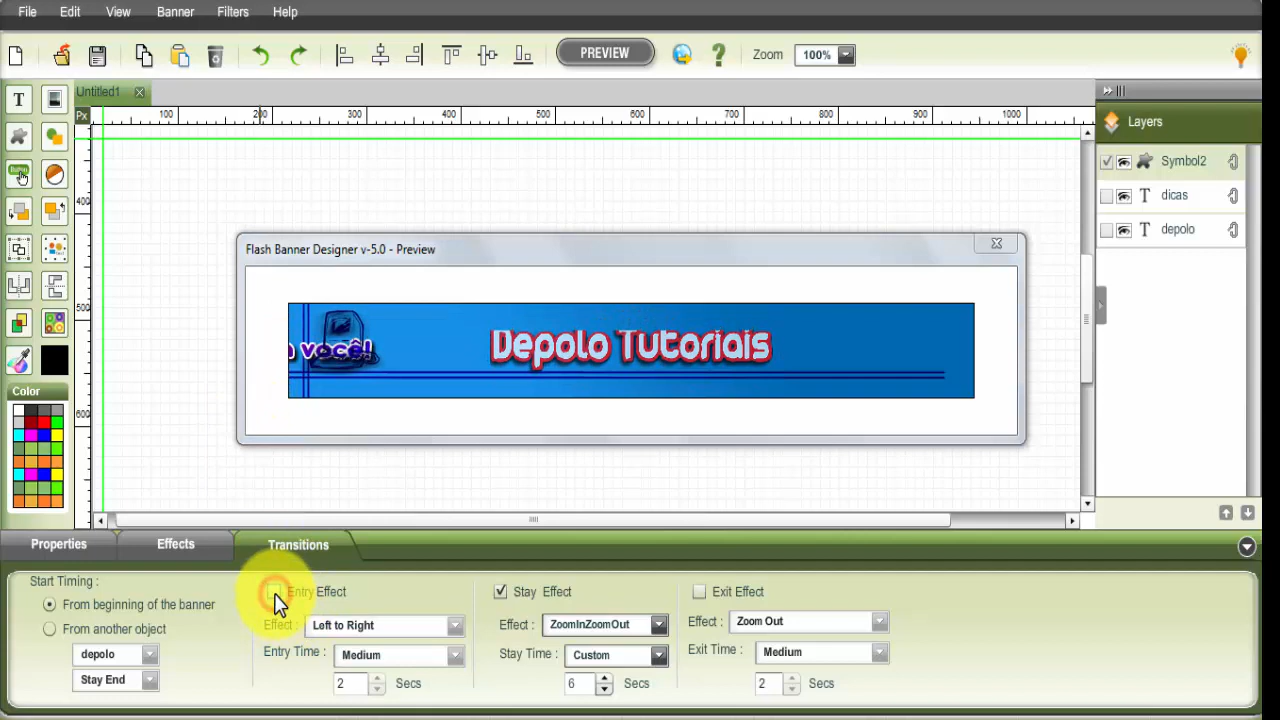 File Edit View Banner Filters Help
PREVIEW Zoom 100%
Untitled1
Px 100 200 300 400 500 600 700 800 900 1000
400
500
600
T
Layers
Symbol2
T dicas
T depolo
Flash Banner Designer v-5.0 - Preview
você!
Depolo Tutoriais
Color
Properties Effects Transitions
Start Timing :
From beginning of the banner
From another object
depolo
Stay End
Entry Effect
Effect : Left to Right
Entry Time : Medium
2 Secs
Stay Effect
Effect : ZoomInZoomOut
Stay Time : Custom
6 Secs
Exit Effect
Effect : Zoom Out
Exit Time : Medium
2 Secs